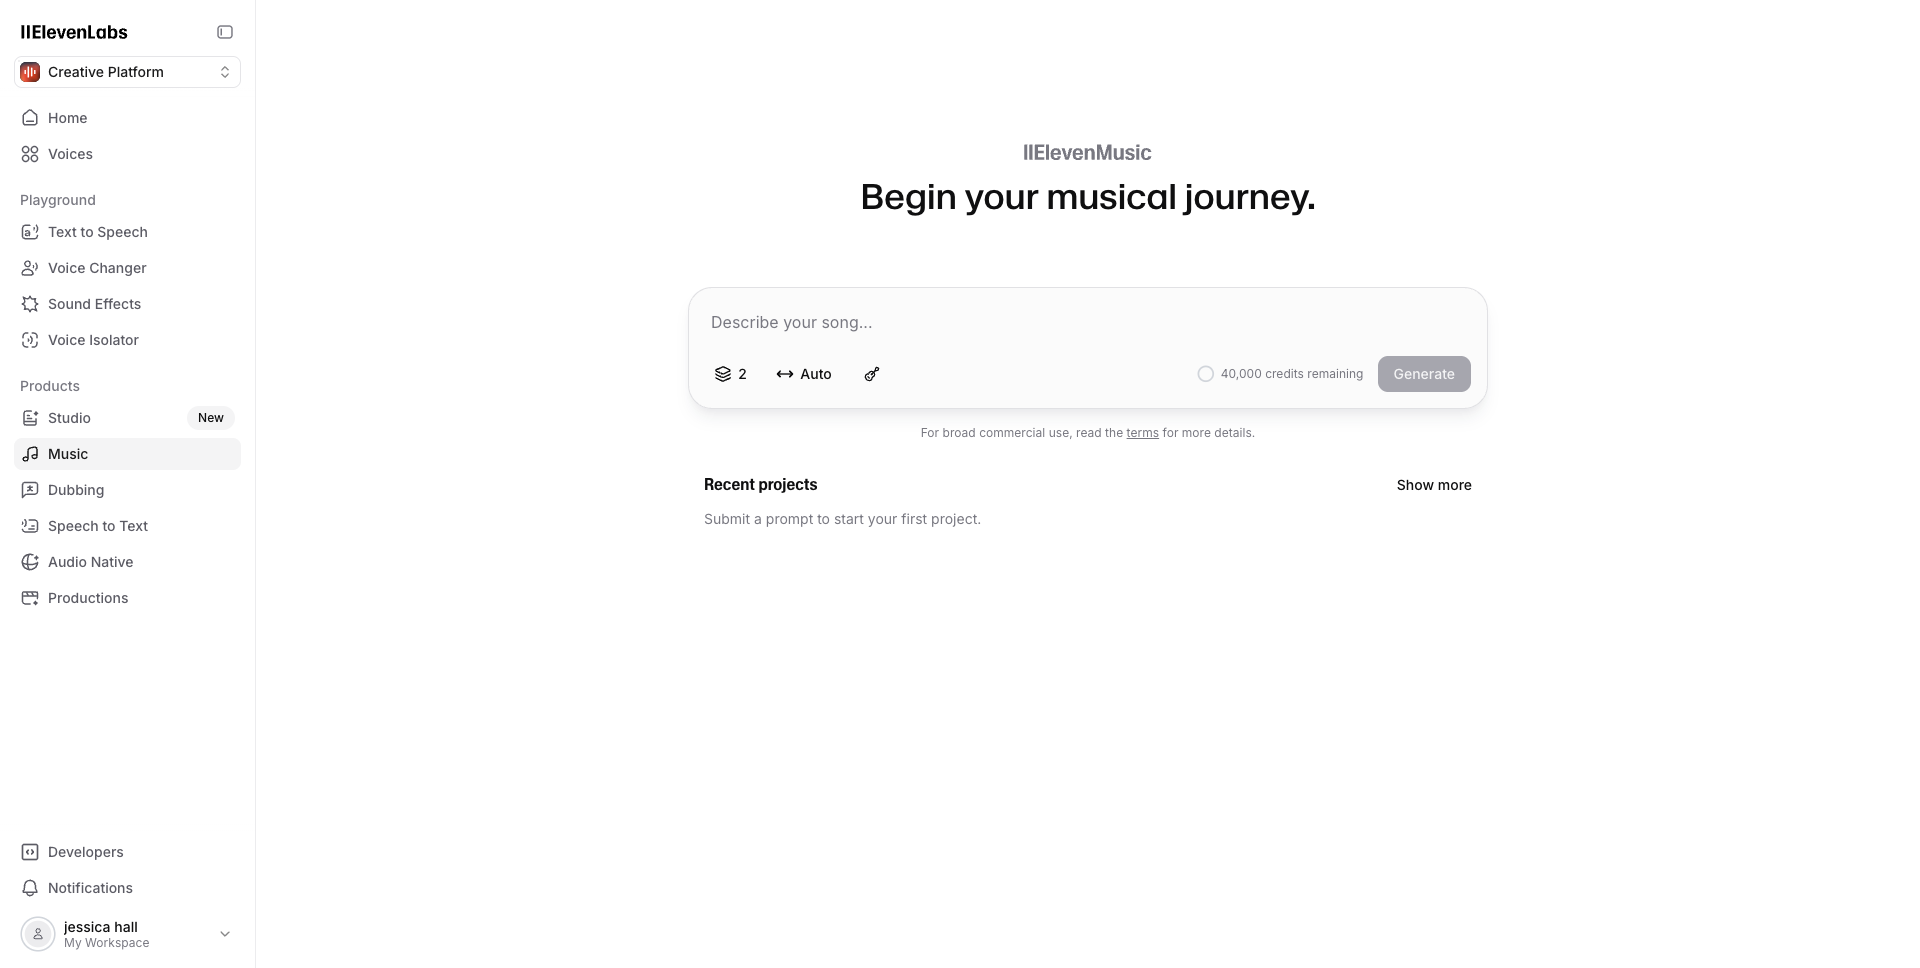 IIElevenLabs
Creative Platform
Home
Voices
Playground
Text to Speech
Voice Changer
Sound Effects
Voice Isolator
Products
Studio New
Music
Dubbing
Speech to Text
Audio Native
Productions
Developers
Notifications
jessica hall
My Workspace
IIElevenMusic
Begin your musical journey.
Describe your song...
2 Auto 40,000 credits remaining Generate
For broad commercial use, read the terms for more details.
Recent projects Show more
Submit a prompt to start your first project.